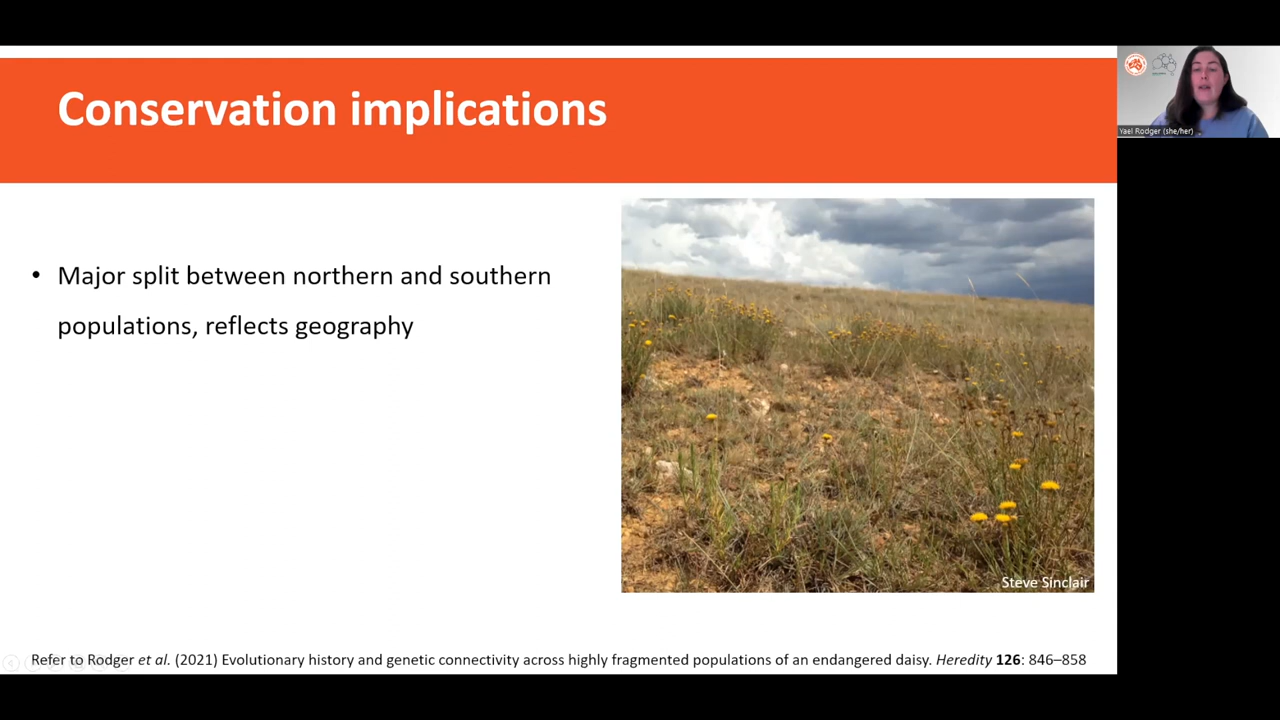 Conservation implications
• Major split between northern and southern
populations, reflects geography
Steve Sinclair
Refer to Rodger et al. (2021) Evolutionary history and genetic connectivity across highly fragmented populations of an endangered daisy. Heredity 126: 846–858
Yael Rodger (she/her)